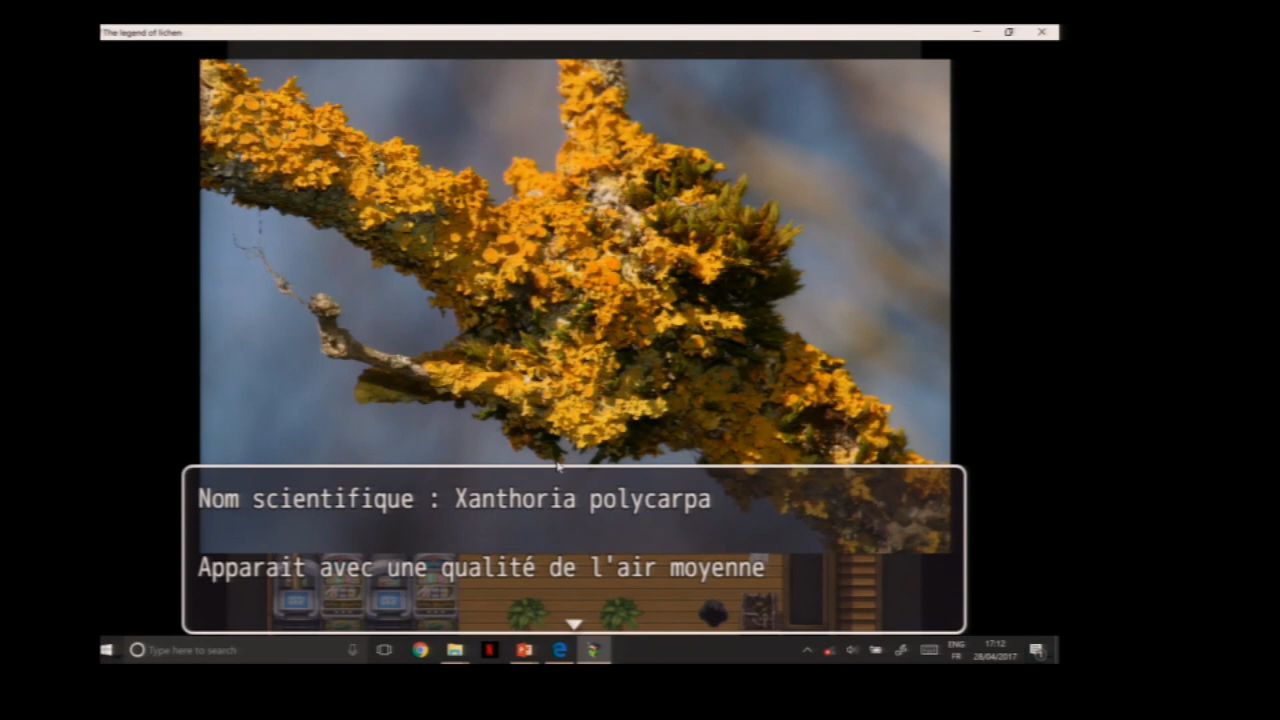 The legend of lichen
Nom scientifique : Xanthoria polycarpa
Apparait avec une qualité de l'air moyenne
Type here to search
ENG
FR
17:12
28/04/2017